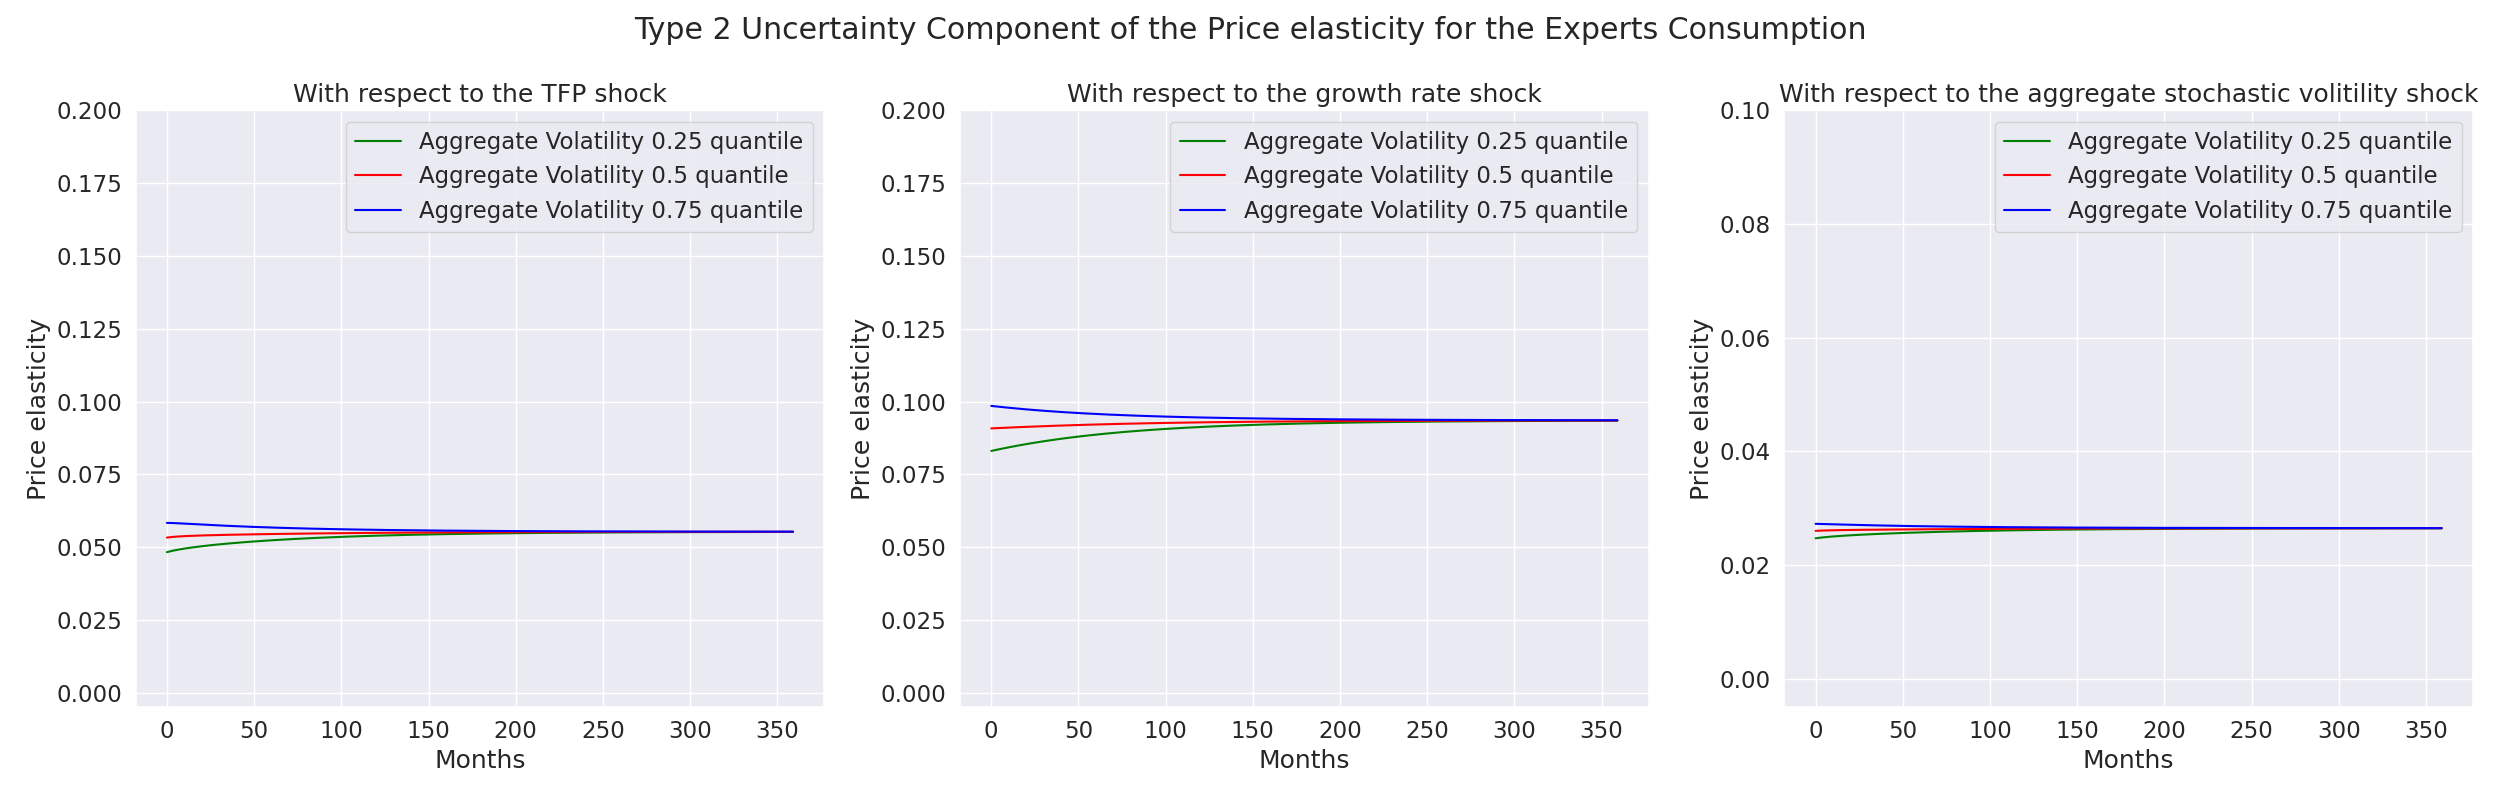 Type 2 Uncertainty Component of the Price elasticity for the Experts Consumption
With respect to the TFP shock
0.200
0.175
0.150
0.125
0.100
0.075
0.050
0.025
0.000
Price elasticity
Aggregate Volatility 0.25 quantile
Aggregate Volatility 0.5 quantile
Aggregate Volatility 0.75 quantile
0 50 100 150 200 250 300 350
Months
With respect to the growth rate shock
0.200
0.175
0.150
0.125
0.100
0.075
0.050
0.025
0.000
Price elasticity
Aggregate Volatility 0.25 quantile
Aggregate Volatility 0.5 quantile
Aggregate Volatility 0.75 quantile
0 50 100 150 200 250 300 350
Months
With respect to the aggregate stochastic volitility shock
0.10
0.08
0.06
0.04
0.02
0.00
Price elasticity
Aggregate Volatility 0.25 quantile
Aggregate Volatility 0.5 quantile
Aggregate Volatility 0.75 quantile
0 50 100 150 200 250 300 350
Months